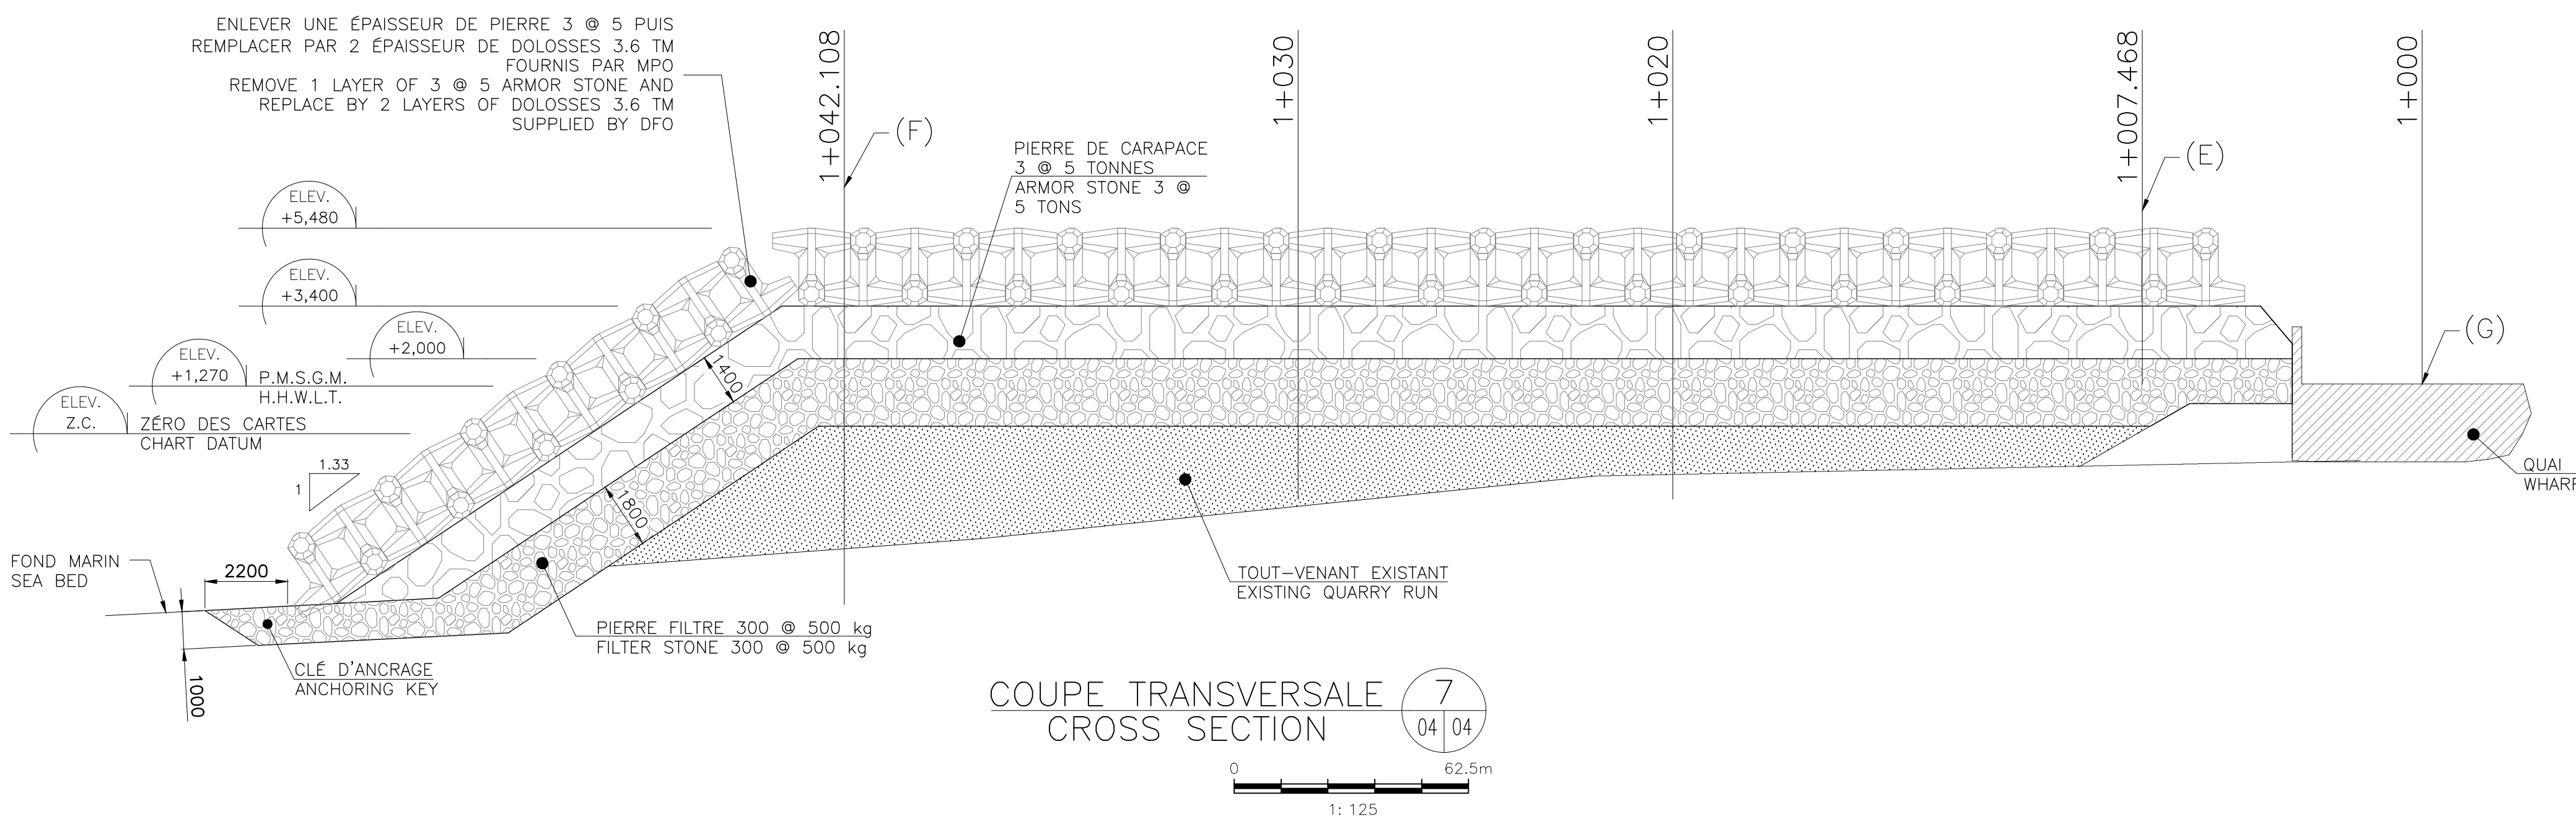 ENLEVER UNE ÉPAISSEUR DE PIERRE 3 @ 5 PUIS
REMPLACER PAR 2 ÉPAISSEUR DE DOLOSSES 3.6 TM
FOURNIS PAR MPO
REMOVE 1 LAYER OF 3 @ 5 ARMOR STONE AND
REPLACE BY 2 LAYERS OF DOLOSSES 3.6 TM
SUPPLIED BY DFO
1+042.108
(F)
1+030
1+020
1+007.468
(E)
1+000
(G)
PIERRE DE CARAPACE
3 @ 5 TONNES
ARMOR STONE 3 @
5 TONS
ELEV.
+5,480
ELEV.
+3,400
ELEV.
+2,000
ELEV.
+1,270
P.M.S.G.M.
H.H.W.L.T.
ELEV.
Z.C.
ZÉRO DES CARTES
CHART DATUM
1.33
1
1400
1800
FOND MARIN
SEA BED
2200
1000
CLÉ D'ANCRAGE
ANCHORING KEY
PIERRE FILTRE 300 @ 500 kg
FILTER STONE 300 @ 500 kg
TOUT-VENANT EXISTANT
EXISTING QUARRY RUN
QUAI
WHARF
COUPE TRANSVERSALE
CROSS SECTION
7
04 04
0 62.5m
1: 125